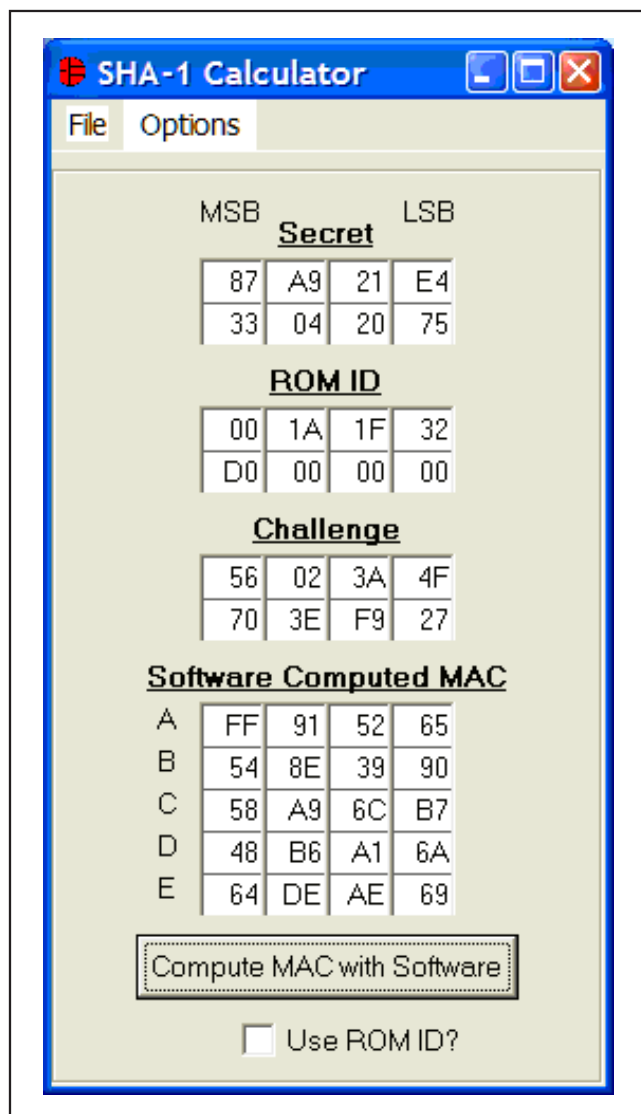 SHA-1 Calculator
File Options
MSB LSB
Secret
87 A9 21 E4
33 04 20 75
ROM ID
00 1A 1F 32
D0 00 00 00
Challenge
56 02 3A 4F
70 3E F9 27
Software Computed MAC
A FF 91 52 65
B 54 8E 39 90
C 58 A9 6C B7
D 48 B6 A1 6A
E 64 DE AE 69
Compute MAC with Software
Use ROM ID?